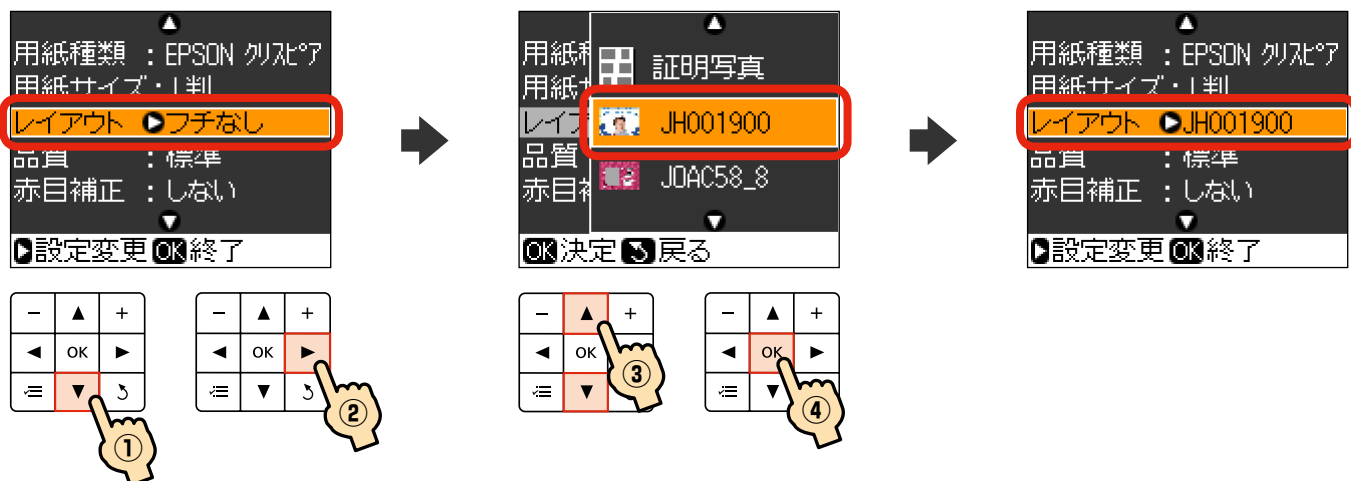 用紙種類 : EPSON クリスピア
用紙サイズ : L判
レイアウト フチなし
品質 : 標準
赤目補正 : しない
設定変更 OK 終了
− +
OK
①
− +
OK
②
用紙種
用紙サ
レイア
品質
赤目補
証明写真
JH001900
JOAC58_8
OK 決定 戻る
− +
OK
③
− +
OK
④
用紙種類 : EPSON クリスピア
用紙サイズ : L判
レイアウト JH001900
品質 : 標準
赤目補正 : しない
設定変更 OK 終了